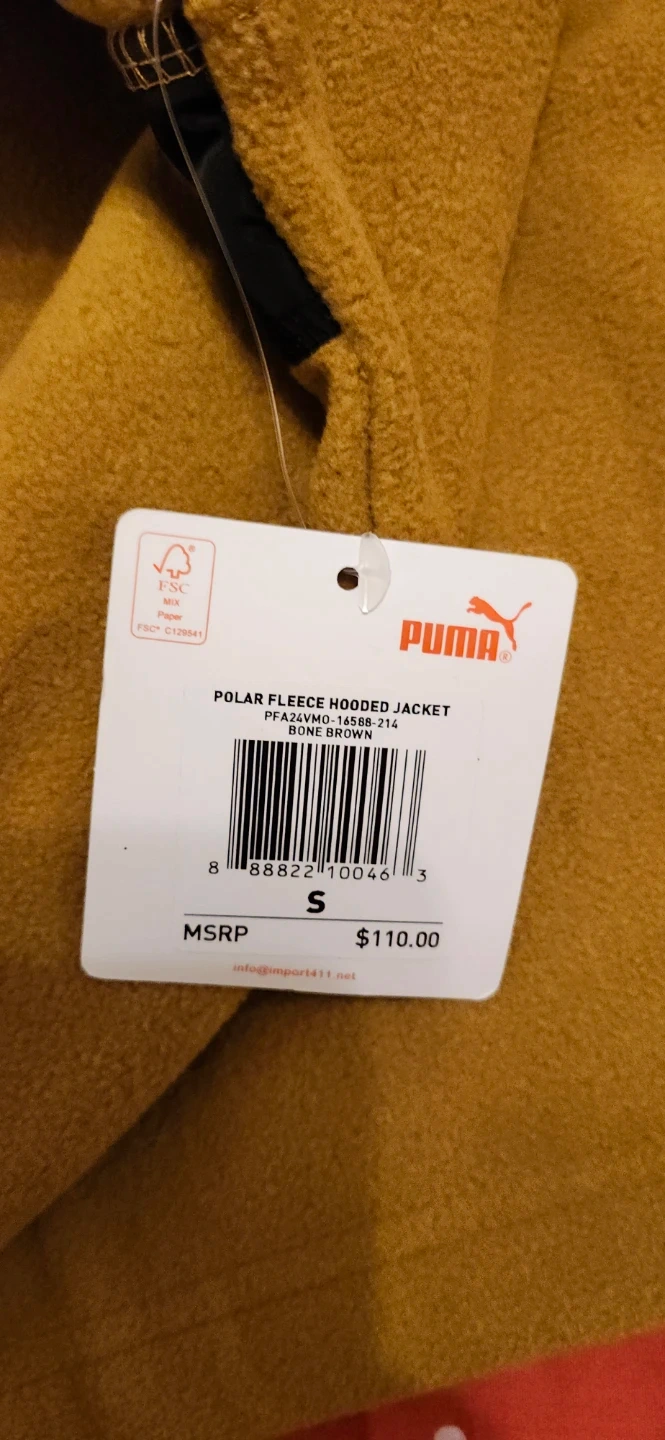 FSC®
MIX
Paper
FSC® C129541
PUMA®
POLAR FLEECE HOODED JACKET
PFA24VMO-16588-214
BONE BROWN
8 88822 10046 3
S
MSRP $110.00
info@import411.net